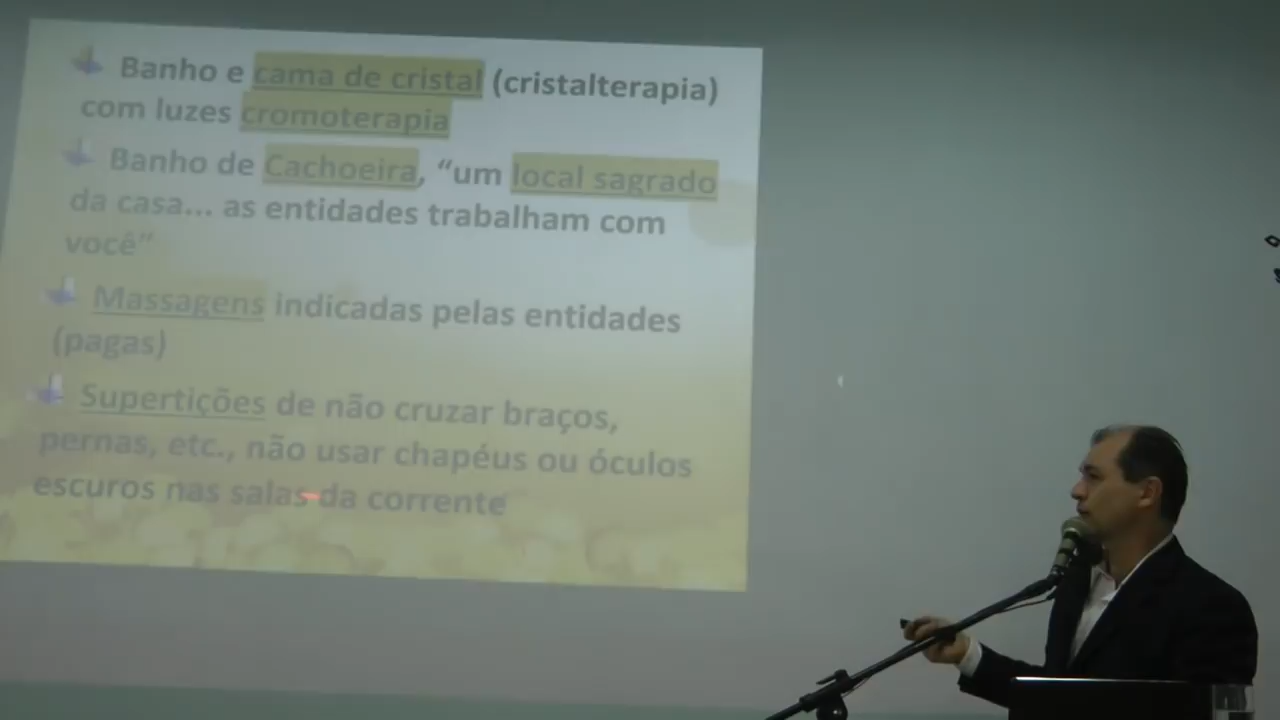 Banho e cama de cristal (cristalterapia)
com luzes cromoterapia
Banho de Cachoeira, “um local sagrado
da casa... as entidades trabalham com
você”
Massagens indicadas pelas entidades
(pagas)
Supertições de não cruzar braços,
pernas, etc., não usar chapéus ou óculos
escuros nas salas da corrente